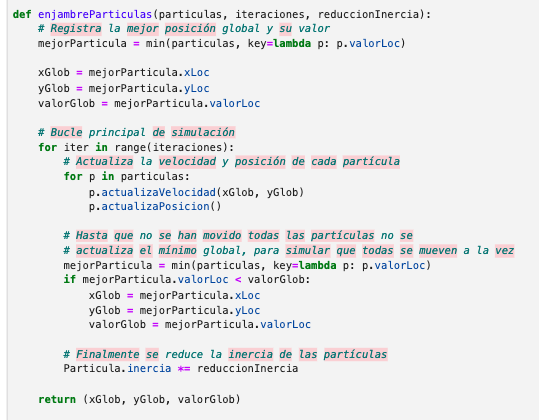 def enjambreParticulas(particulas, iteraciones, reduccionInercia):
    # Registra la mejor posición global y su valor
    mejorParticula = min(particulas, key=lambda p: p.valorLoc)

    xGlob = mejorParticula.xLoc
    yGlob = mejorParticula.yLoc
    valorGlob = mejorParticula.valorLoc

    # Bucle principal de simulación
    for iter in range(iteraciones):
        # Actualiza la velocidad y posición de cada partícula
        for p in particulas:
            p.actualizaVelocidad(xGlob, yGlob)
            p.actualizaPosicion()

        # Hasta que no se han movido todas las partículas no se
        # actualiza el mínimo global, para simular que todas se mueven a la vez
        mejorParticula = min(particulas, key=lambda p: p.valorLoc)
        if mejorParticula.valorLoc < valorGlob:
            xGlob = mejorParticula.xLoc
            yGlob = mejorParticula.yLoc
            valorGlob = mejorParticula.valorLoc

        # Finalmente se reduce la inercia de las partículas
        Particula.inercia *= reduccionInercia

    return (xGlob, yGlob, valorGlob)